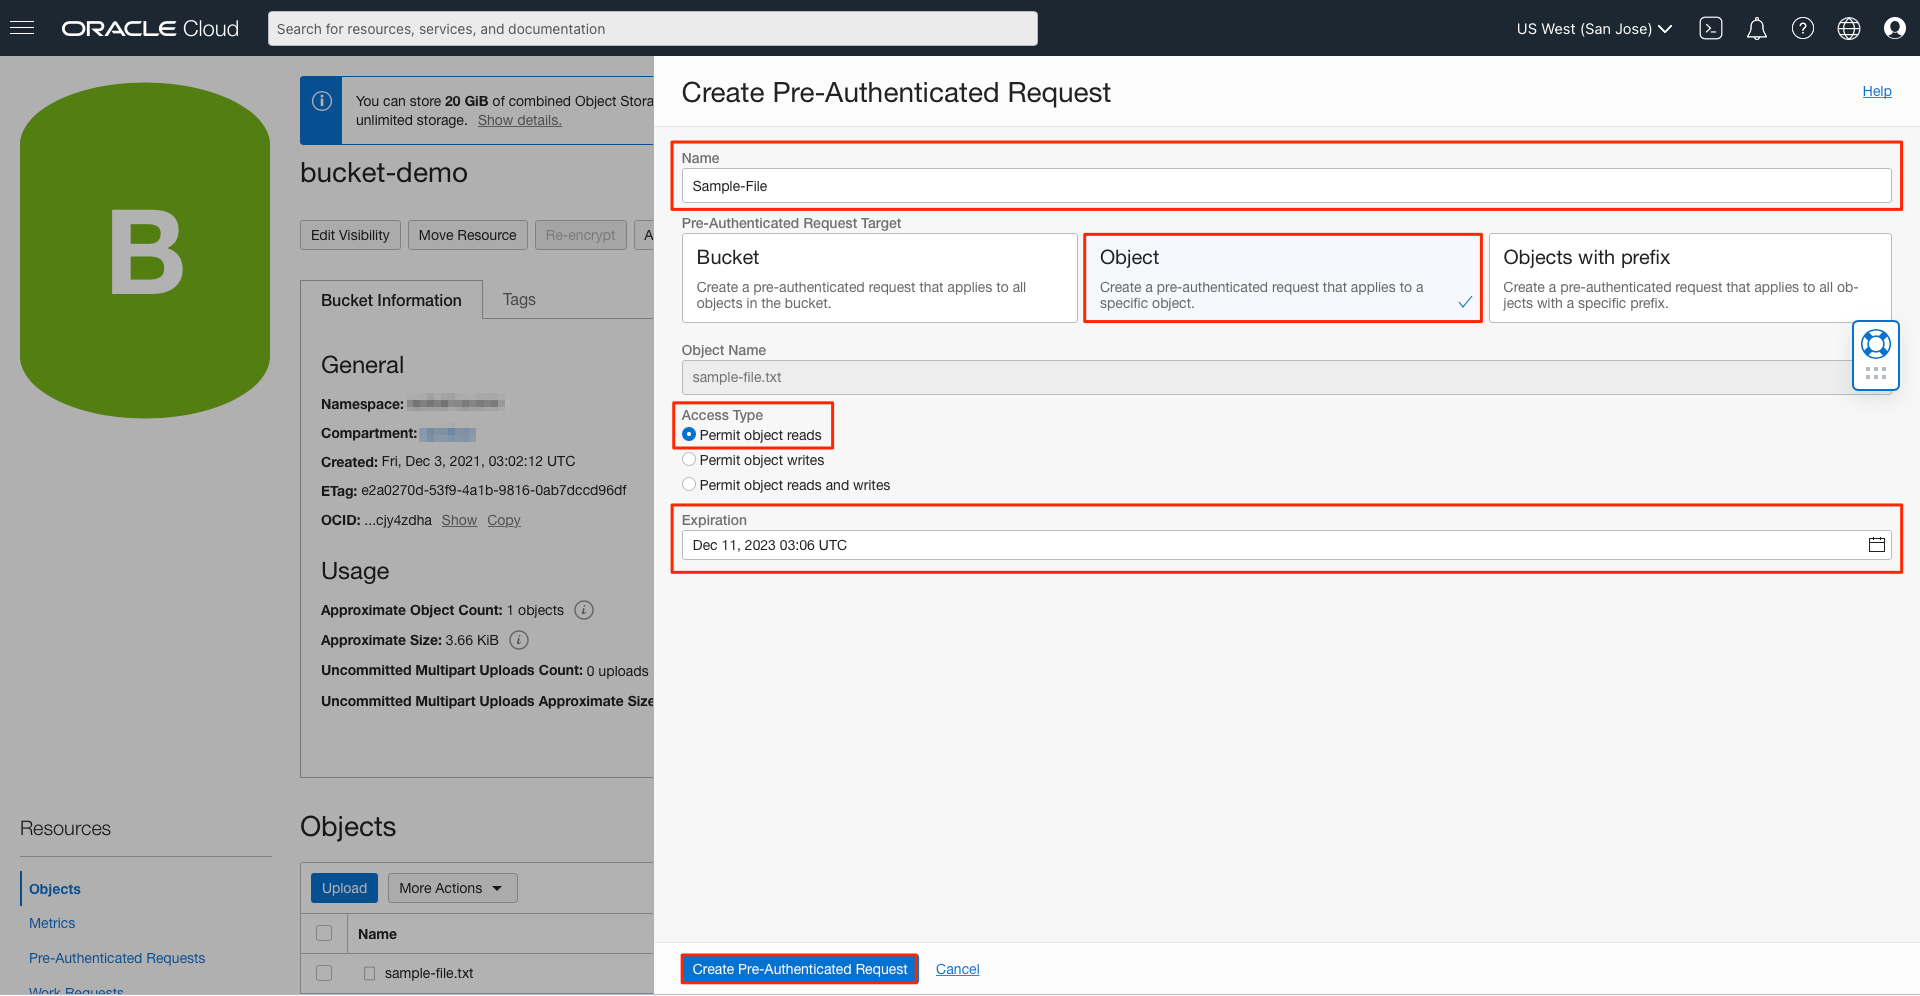 ORACLE Cloud
Search for resources, services, and documentation
US West (San Jose)
B
You can store 20 GiB of combined Object Stora
unlimited storage. Show details.
bucket-demo
Edit Visibility
Move Resource
Re-encrypt
A
Bucket Information
Tags
General
Namespace:
Compartment:
Created: Fri, Dec 3, 2021, 03:02:12 UTC
ETag: e2a0270d-53f9-4a1b-9816-0ab7dccd96df
OCID: ...cjy4zdha Show Copy
Usage
Approximate Object Count: 1 objects
Approximate Size: 3.66 KiB
Uncommitted Multipart Uploads Count: 0 uploads
Uncommitted Multipart Uploads Approximate Size
Resources
Objects
Metrics
Pre-Authenticated Requests
Work Requests
Objects
Upload
More Actions
Name
sample-file.txt
Create Pre-Authenticated Request
Help
Name
Sample-File
Pre-Authenticated Request Target
Bucket
Create a pre-authenticated request that applies to all
objects in the bucket.
Object
Create a pre-authenticated request that applies to a
specific object.
Objects with prefix
Create a pre-authenticated request that applies to all ob-
jects with a specific prefix.
Object Name
sample-file.txt
Access Type
Permit object reads
Permit object writes
Permit object reads and writes
Expiration
Dec 11, 2023 03:06 UTC
Create Pre-Authenticated Request
Cancel